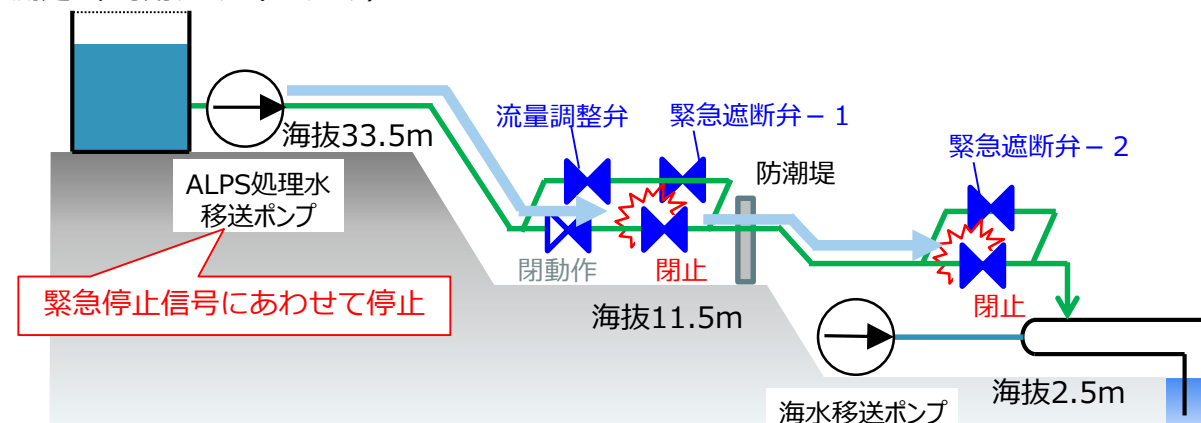 海抜33.5m
ALPS処理水
移送ポンプ
緊急停止信号にあわせて停止
流量調整弁
緊急遮断弁－1
閉動作
閉止
防潮堤
緊急遮断弁－2
閉止
海抜11.5m
海水移送ポンプ
海抜2.5m